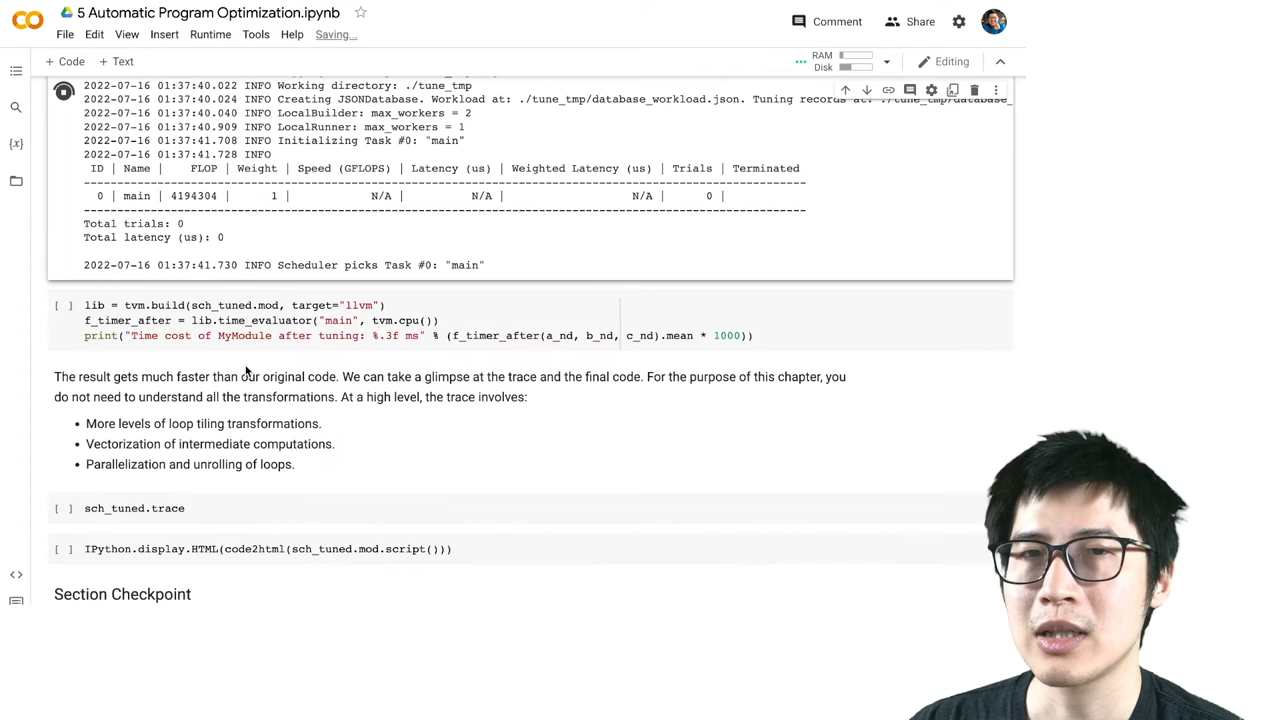 5 Automatic Program Optimization.ipynb
File Edit View Insert Runtime Tools Help Saving...
Comment Share
+ Code + Text
RAM
Disk
Editing
2022-07-16 01:37:40.022 INFO Working directory: ./tune_tmp
2022-07-16 01:37:40.024 INFO Creating JSONDatabase. Workload at: ./tune_tmp/database_workload.json. Tuning records at: ./tune_tmp/database_
2022-07-16 01:37:40.040 INFO LocalBuilder: max_workers = 2
2022-07-16 01:37:40.909 INFO LocalRunner: max_workers = 1
2022-07-16 01:37:41.708 INFO Initializing Task #0: "main"
2022-07-16 01:37:41.728 INFO
ID | Name | FLOP | Weight | Speed (GFLOPS) | Latency (us) | Weighted Latency (us) | Trials | Terminated
0 | main | 4194304 | 1 | N/A | N/A | N/A | 0 |
Total trials: 0
Total latency (us): 0
2022-07-16 01:37:41.730 INFO Scheduler picks Task #0: "main"
[ ] lib = tvm.build(sch_tuned.mod, target="llvm")
f_timer_after = lib.time_evaluator("main", tvm.cpu())
print("Time cost of MyModule after tuning: %.3f ms" % (f_timer_after(a_nd, b_nd, c_nd).mean * 1000))
The result gets much faster than our original code. We can take a glimpse at the trace and the final code. For the purpose of this chapter, you
do not need to understand all the transformations. At a high level, the trace involves:
• More levels of loop tiling transformations.
• Vectorization of intermediate computations.
• Parallelization and unrolling of loops.
[ ] sch_tuned.trace
[ ] IPython.display.HTML(code2html(sch_tuned.mod.script()))
Section Checkpoint